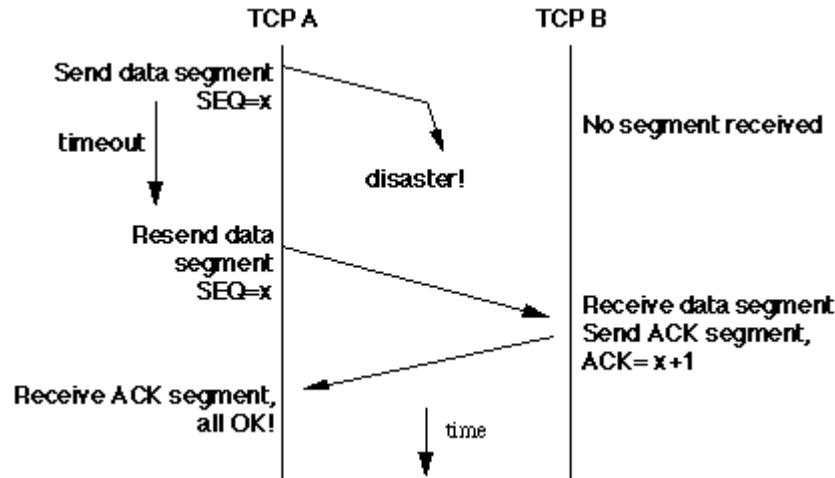 TCP A
TCP B
Send data segment
SEQ=x
timeout
disaster!
No segment received
Resend data
segment
SEQ=x
Receive data segment
Send ACK segment,
ACK= x+1
Receive ACK segment,
all OK!
time